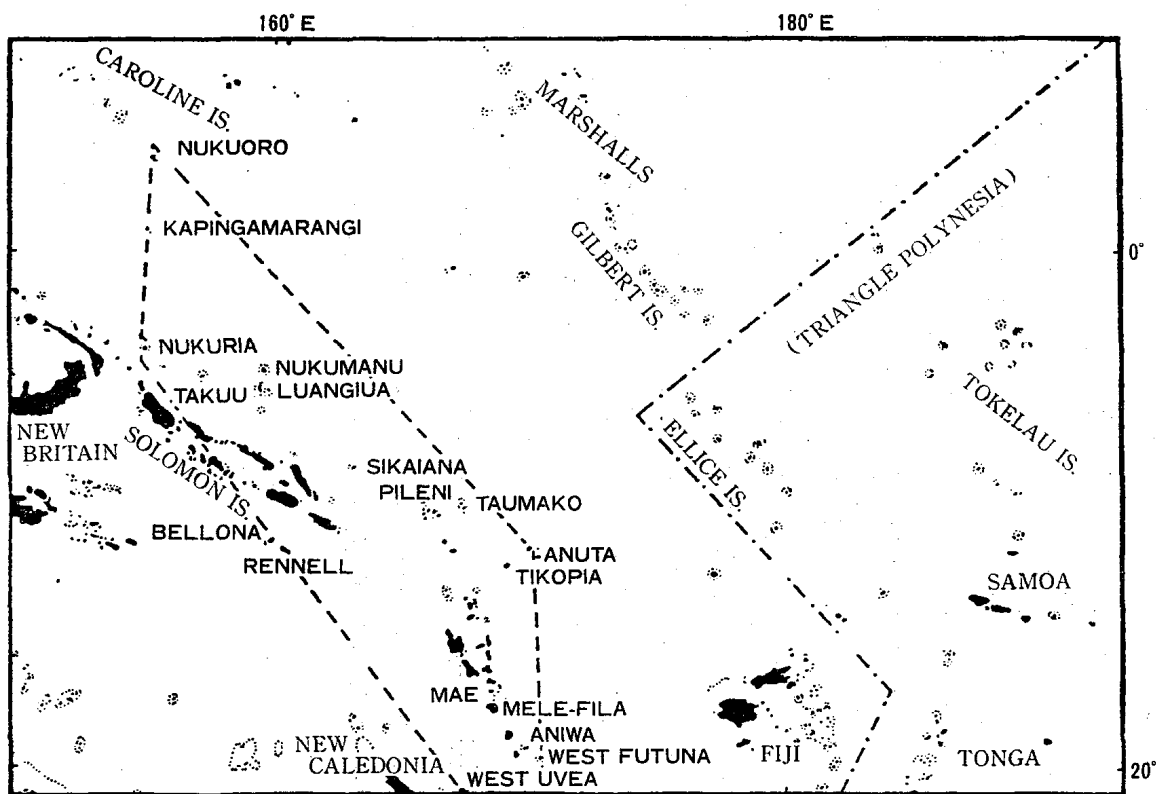 160° E
180° E
CAROLINE IS.
MARSHALLS
NUKUORO
KAPINGAMARANGI
GILBERT IS.
(TRIANGLE POLYNESIA)
0°
NUKURIA
NUKUMANU
TAKUU
LUANGIUA
TOKELAU IS.
NEW
BRITAIN
SOLOMON IS.
ELLICE IS.
SIKAIANA
PILENI
TAUMAKO
BELLONA
RENNELL
ANUTA
TIKOPIA
SAMOA
MAE
MELE-FILA
ANIWA
WEST FUTUNA
NEW
CALEDONIA
WEST UVEA
FIJI
TONGA
20°